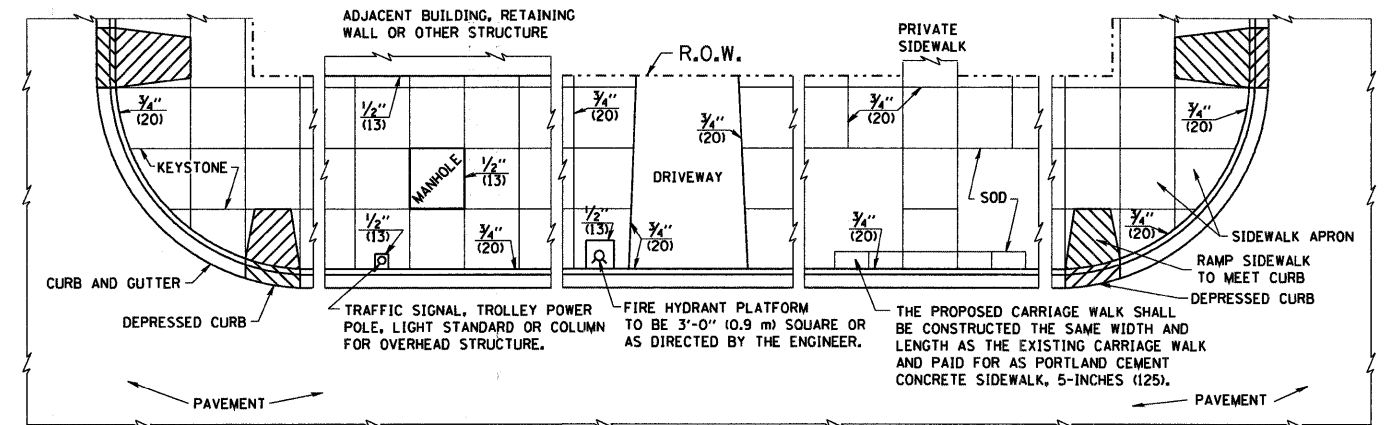 ADJACENT BUILDING, RETAINING
WALL OR OTHER STRUCTURE
R.O.W.
PRIVATE
SIDEWALK
3/4"
(20)
1/2"
(13)
3/4"
(20)
3/4"
(20)
3/4"
(20)
3/4"
(20)
KEYSTONE
MANHOLE
1/2"
(13)
DRIVEWAY
SOD
1/2"
(13)
3/4"
(20)
1/2"
(13)
3/4"
(20)
3/4"
(20)
3/4"
(20)
SIDEWALK APRON
RAMP SIDEWALK
TO MEET CURB
DEPRESSED CURB
CURB AND GUTTER
DEPRESSED CURB
TRAFFIC SIGNAL, TROLLEY POWER
POLE, LIGHT STANDARD OR COLUMN
FOR OVERHEAD STRUCTURE.
FIRE HYDRANT PLATFORM
TO BE 3'-0" (0.9 m) SQUARE OR
AS DIRECTED BY THE ENGINEER.
THE PROPOSED CARRIAGE WALK SHALL
BE CONSTRUCTED THE SAME WIDTH AND
LENGTH AS THE EXISTING CARRIAGE WALK
AND PAID FOR AS PORTLAND CEMENT
CONCRETE SIDEWALK, 5-INCHES (125).
PAVEMENT
PAVEMENT